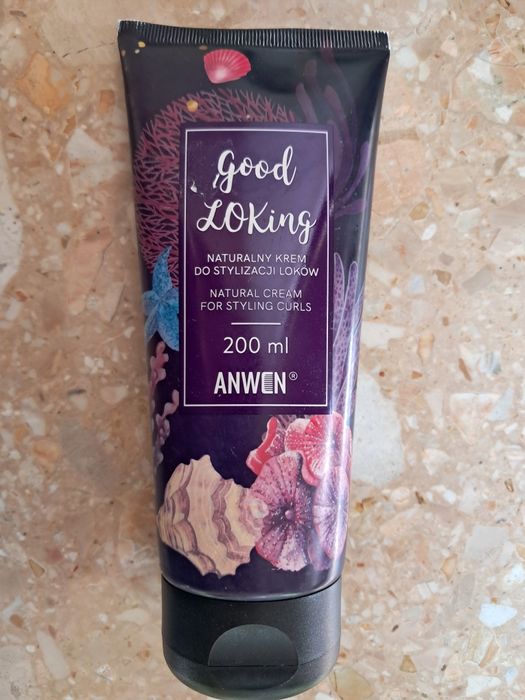 Good
LOKing
NATURALNY KREM
DO STYLIZACJI LOKÓW
NATURAL CREAM
FOR STYLING CURLS
200 ml
ANWEN®